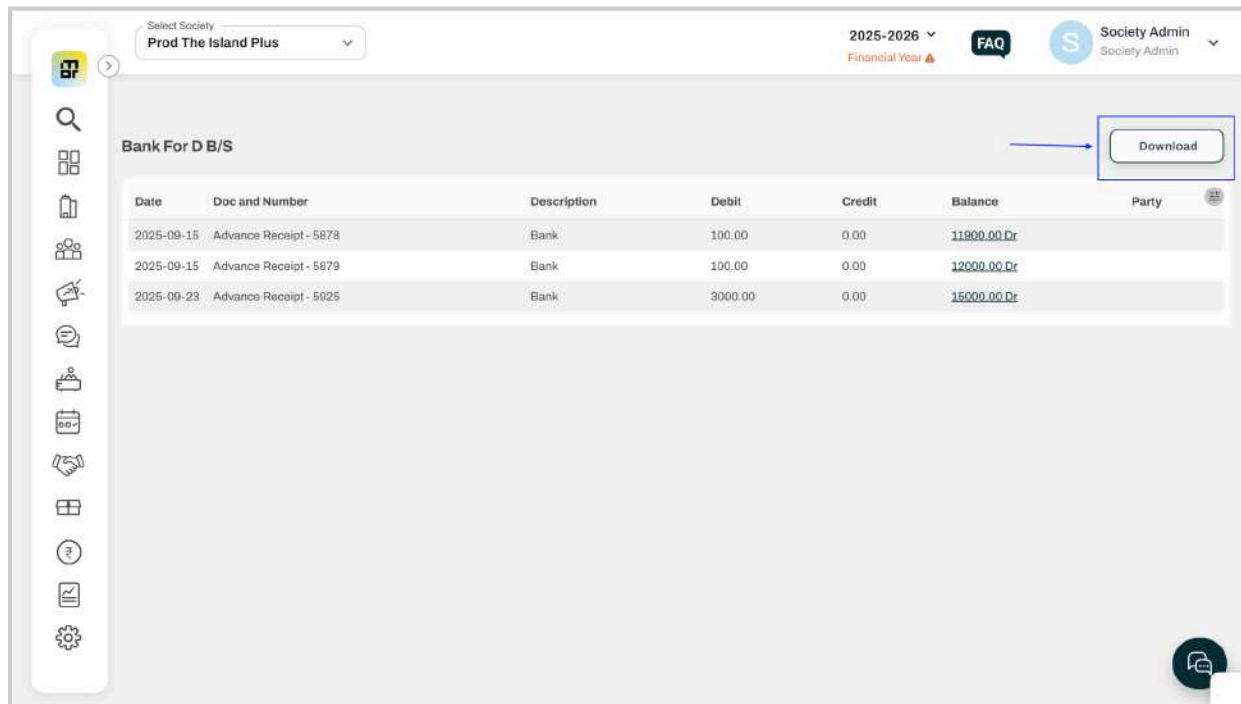 Select Society
Prod The Island Plus
2025-2026
Financial Year
FAQ
S
Society Admin
Society Admin
Bank For D B/S
Download
Date Doc and Number Description Debit Credit Balance Party
2025-09-15 Advance Receipt - 5878 Bank 100.00 0.00 11900.00 Dr
2025-09-15 Advance Receipt - 5879 Bank 100.00 0.00 12000.00 Dr
2025-09-23 Advance Receipt - 5925 Bank 3000.00 0.00 15000.00 Dr